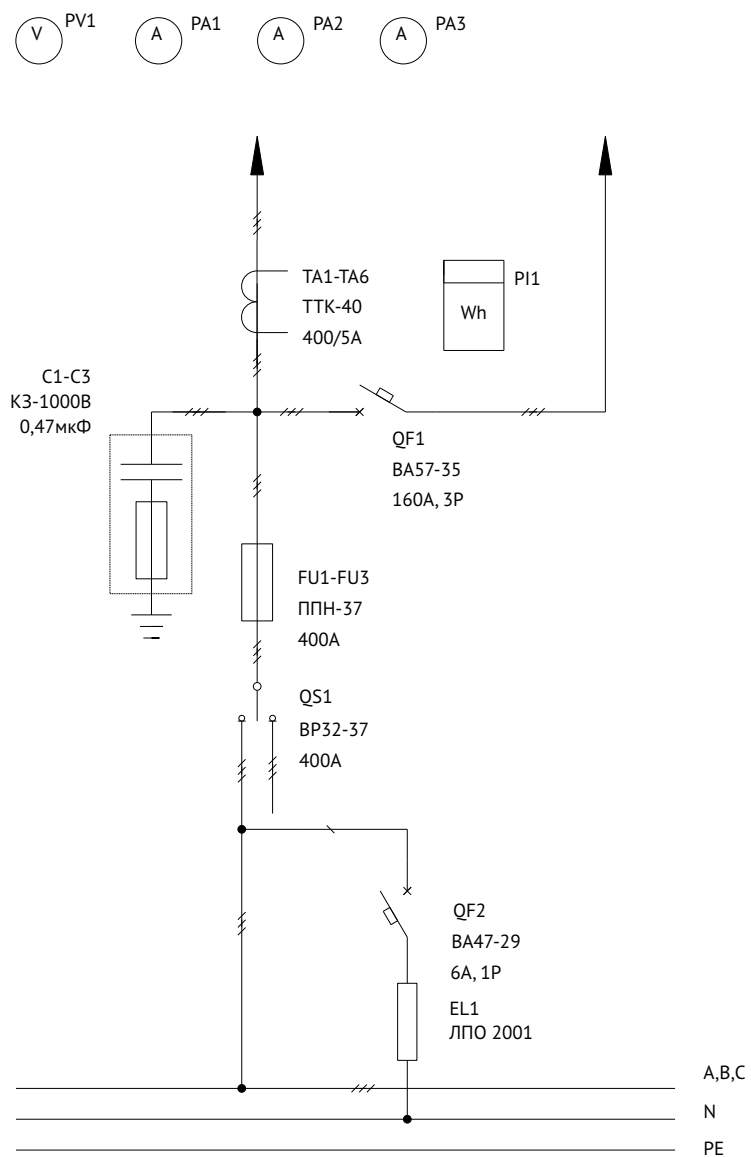 V PV1 A PA1 A PA2 A PA3
TA1-TA6
ТТК-40
400/5А
PI1
Wh
C1-C3
КЗ-1000В
0,47мкФ
QF1
ВА57-35
160А, 3Р
FU1-FU3
ППН-37
400А
QS1
ВР32-37
400А
QF2
ВА47-29
6А, 1Р
EL1
ЛПО 2001
A,B,C
N
PE